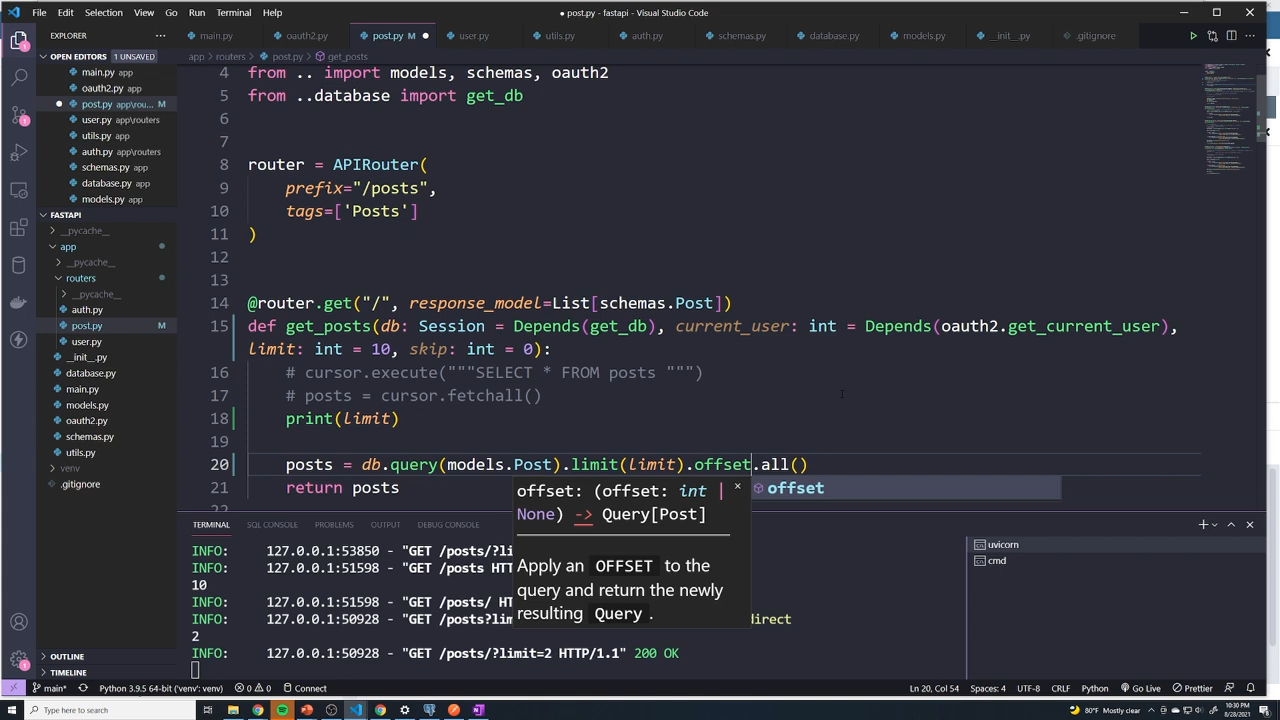 File Edit Selection View Go Run Terminal Help
● post.py - fastapi - Visual Studio Code
EXPLORER ···
main.py oauth2.py post.py ● user.py utils.py auth.py schemas.py database.py models.py __init__.py .gitignore
app > routers > post.py > get_posts
OPEN EDITORS 1 UNSAVED
main.py app
oauth2.py app
post.py app\rou... M
user.py app\routers
utils.py app
auth.py app\routers
schemas.py app
database.py app
models.py app
FASTAPI
__pycache__
app
__pycache__
routers
__pycache__
auth.py
post.py M
user.py
__init__.py
database.py
main.py
models.py
oauth2.py
schemas.py
utils.py
venv
.gitignore
OUTLINE
TIMELINE
4 from .. import models, schemas, oauth2
5 from ..database import get_db
6
7
8 router = APIRouter(
9 prefix="/posts",
10 tags=['Posts']
11 )
12
13
14 @router.get("/", response_model=List[schemas.Post])
15 def get_posts(db: Session = Depends(get_db), current_user: int = Depends(oauth2.get_current_user),
limit: int = 10, skip: int = 0):
16 # cursor.execute("""SELECT * FROM posts """)
17 # posts = cursor.fetchall()
18 print(limit)
19
20 posts = db.query(models.Post).limit(limit).offset.all()
21 return posts
22
offset: (offset: int |
None) -> Query[Post]
Apply an OFFSET to the
query and return the newly
resulting Query .
offset
TERMINAL SQL CONSOLE PROBLEMS OUTPUT DEBUG CONSOLE
INFO: 127.0.0.1:53850 - "GET /posts/?l
INFO: 127.0.0.1:51598 - "GET /posts HT
10
INFO: 127.0.0.1:51598 - "GET /posts/ H
INFO: 127.0.0.1:50928 - "GET /posts?lim direct
2
INFO: 127.0.0.1:50928 - "GET /posts/?limit=2 HTTP/1.1" 200 OK
uvicorn
cmd
main* Python 3.9.5 64-bit ('venv': venv) 0 0 Connect Ln 20, Col 54 Spaces: 4 UTF-8 CRLF Python Go Live Prettier
Type here to search
80°F Mostly clear
10:30 PM
8/28/2021